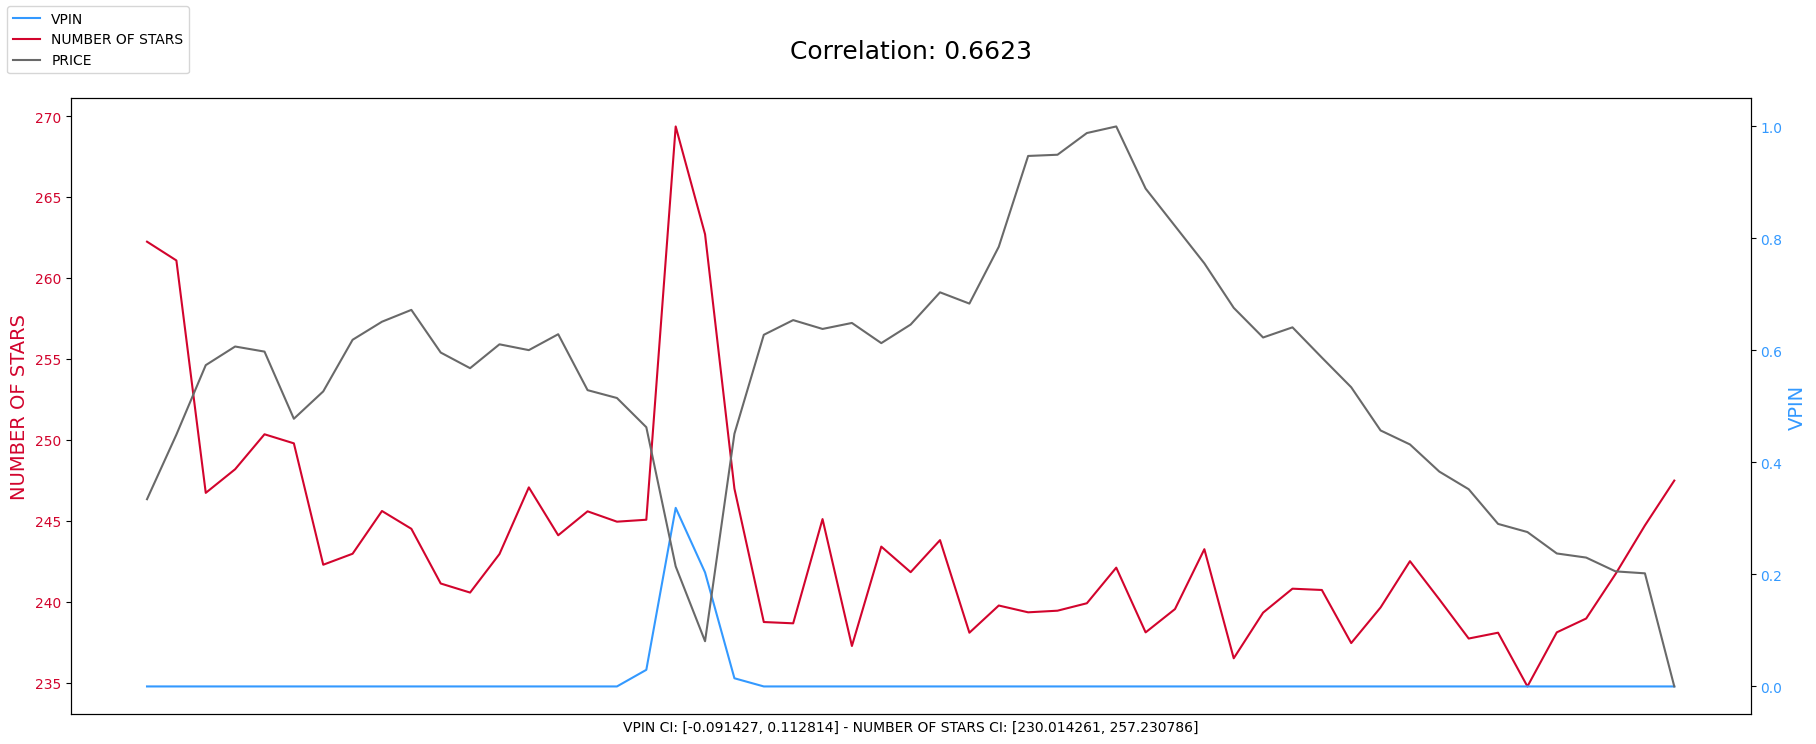 VPIN
NUMBER OF STARS
PRICE
Correlation: 0.6623
270
265
260
255
250
245
240
235
NUMBER OF STARS
1.0
0.8
0.6
0.4
0.2
0.0
VPIN
VPIN CI: [-0.091427, 0.112814] - NUMBER OF STARS CI: [230.014261, 257.230786]